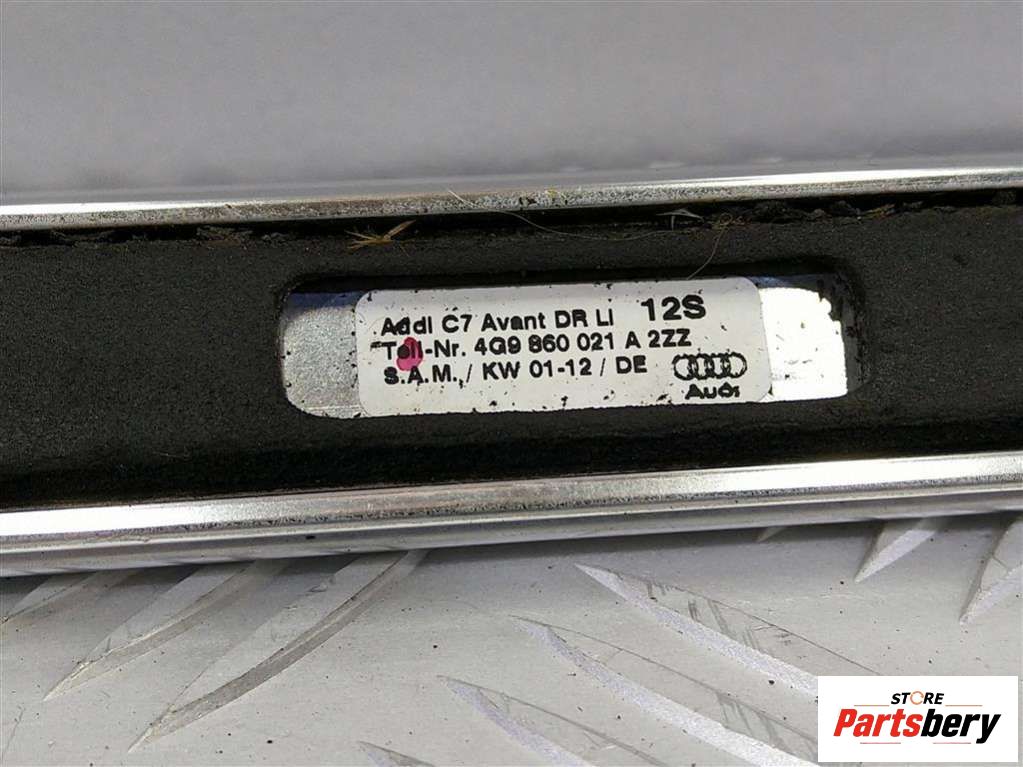 Audi C7 Avant DR Li 12S
Teil-Nr. 4G9 860 021 A 2ZZ
S.A.M. / KW 01-12 / DE
Audi
STORE
Partsbery